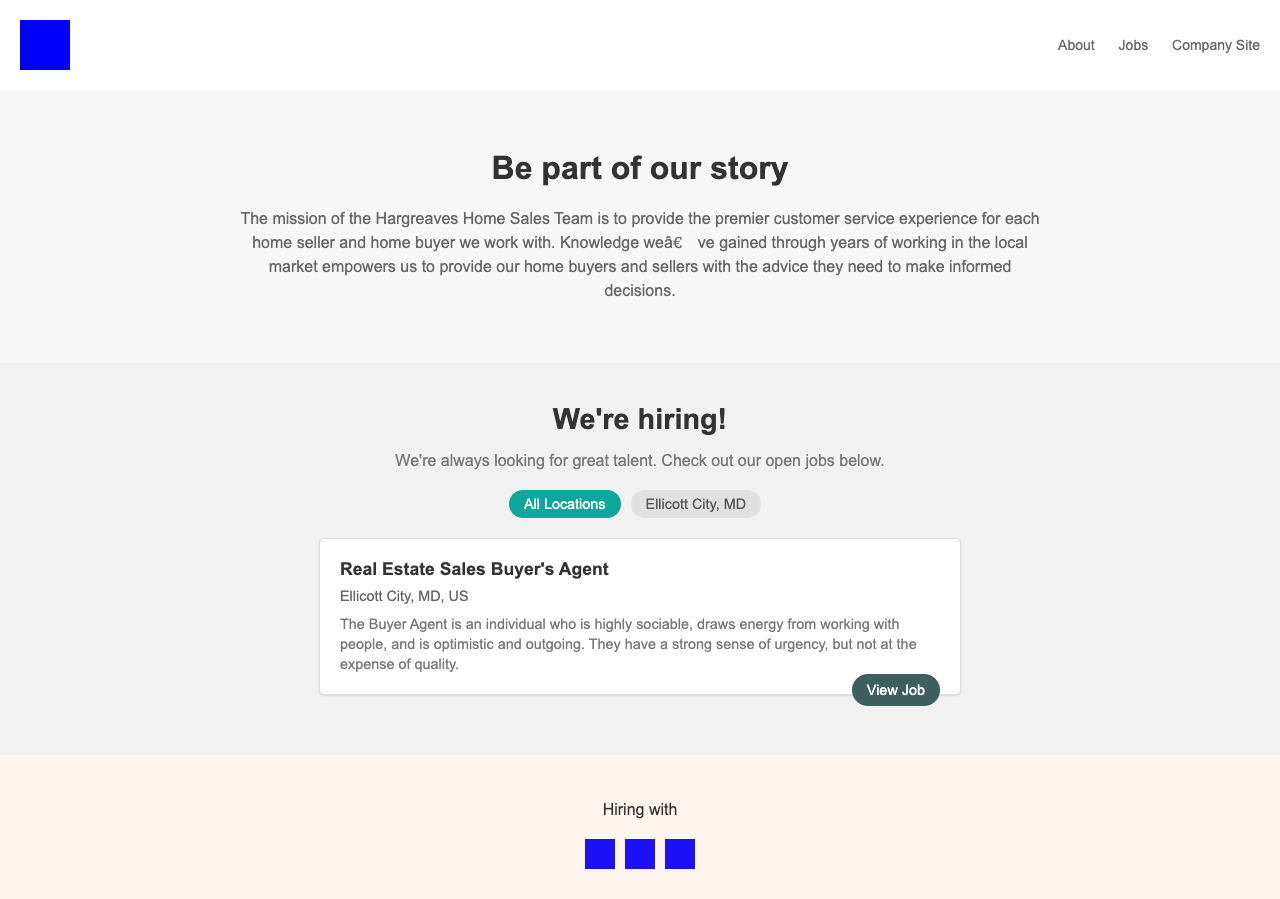 About Jobs Company Site
Be part of our story
The mission of the Hargreaves Home Sales Team is to provide the premier customer service experience for each
home seller and home buyer we work with. Knowledge weâ€ ve gained through years of working in the local
market empowers us to provide our home buyers and sellers with the advice they need to make informed
decisions.
We're hiring!
We're always looking for great talent. Check out our open jobs below.
All Locations Ellicott City, MD
Real Estate Sales Buyer's Agent
Ellicott City, MD, US
The Buyer Agent is an individual who is highly sociable, draws energy from working with
people, and is optimistic and outgoing. They have a strong sense of urgency, but not at the
expense of quality.
View Job
Hiring with